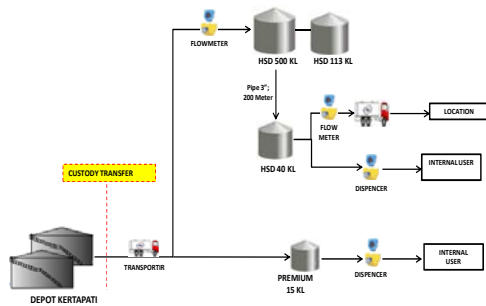 FLOWMETER
HSD 500 KL
HSD 113 KL
Pipe 3";
200 Meter
FLOW
METER
LOCATION
HSD 40 KL
DISPENCER
INTERNAL USER
CUSTODY TRANSFER
TRANSPORTIR
DEPOT KERTAPATI
PREMIUM
15 KL
DISPENCER
INTERNAL
USER